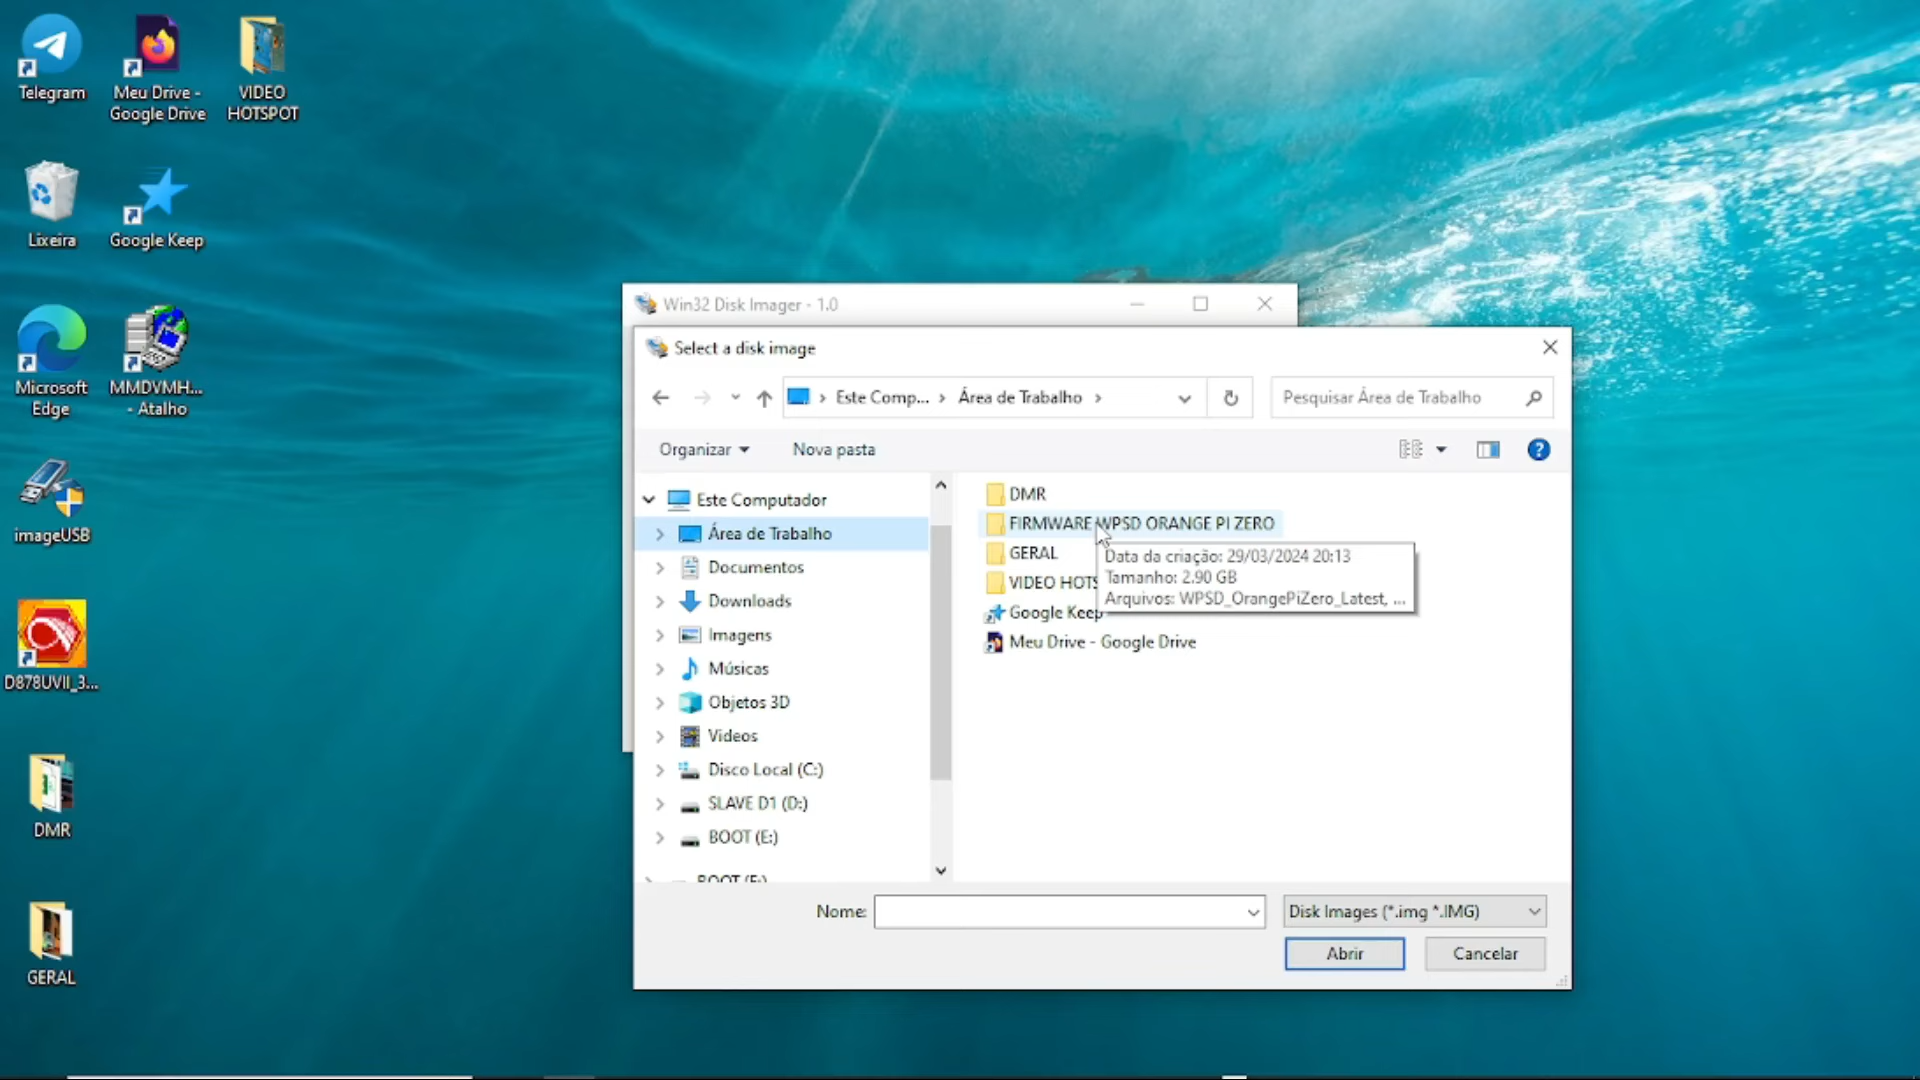 Telegram
Meu Drive -
Google Drive
VIDEO
HOTSPOT
Lixeira
Google Keep
Microsoft
Edge
MMDVMH...
- Atalho
imageUSB
D878UVII_3...
DMR
GERAL
Win32 Disk Imager - 1.0
Select a disk image
Este Comp...
Área de Trabalho
Pesquisar Área de Trabalho
Organizar
Nova pasta
Este Computador
Área de Trabalho
Documentos
Downloads
Imagens
Músicas
Objetos 3D
Vídeos
Disco Local (C:)
SLAVE D1 (D:)
BOOT (E:)
BOOT (E:)
DMR
FIRMWARE WPSD ORANGE PI ZERO
GERAL
VIDEO HOTS
Google Keep
Meu Drive - Google Drive
Data da criação: 29/03/2024 20:13
Tamanho: 2.90 GB
Arquivos: WPSD_OrangePiZero_Latest, ...
Nome:
Disk Images (*.img *.IMG)
Abrir
Cancelar